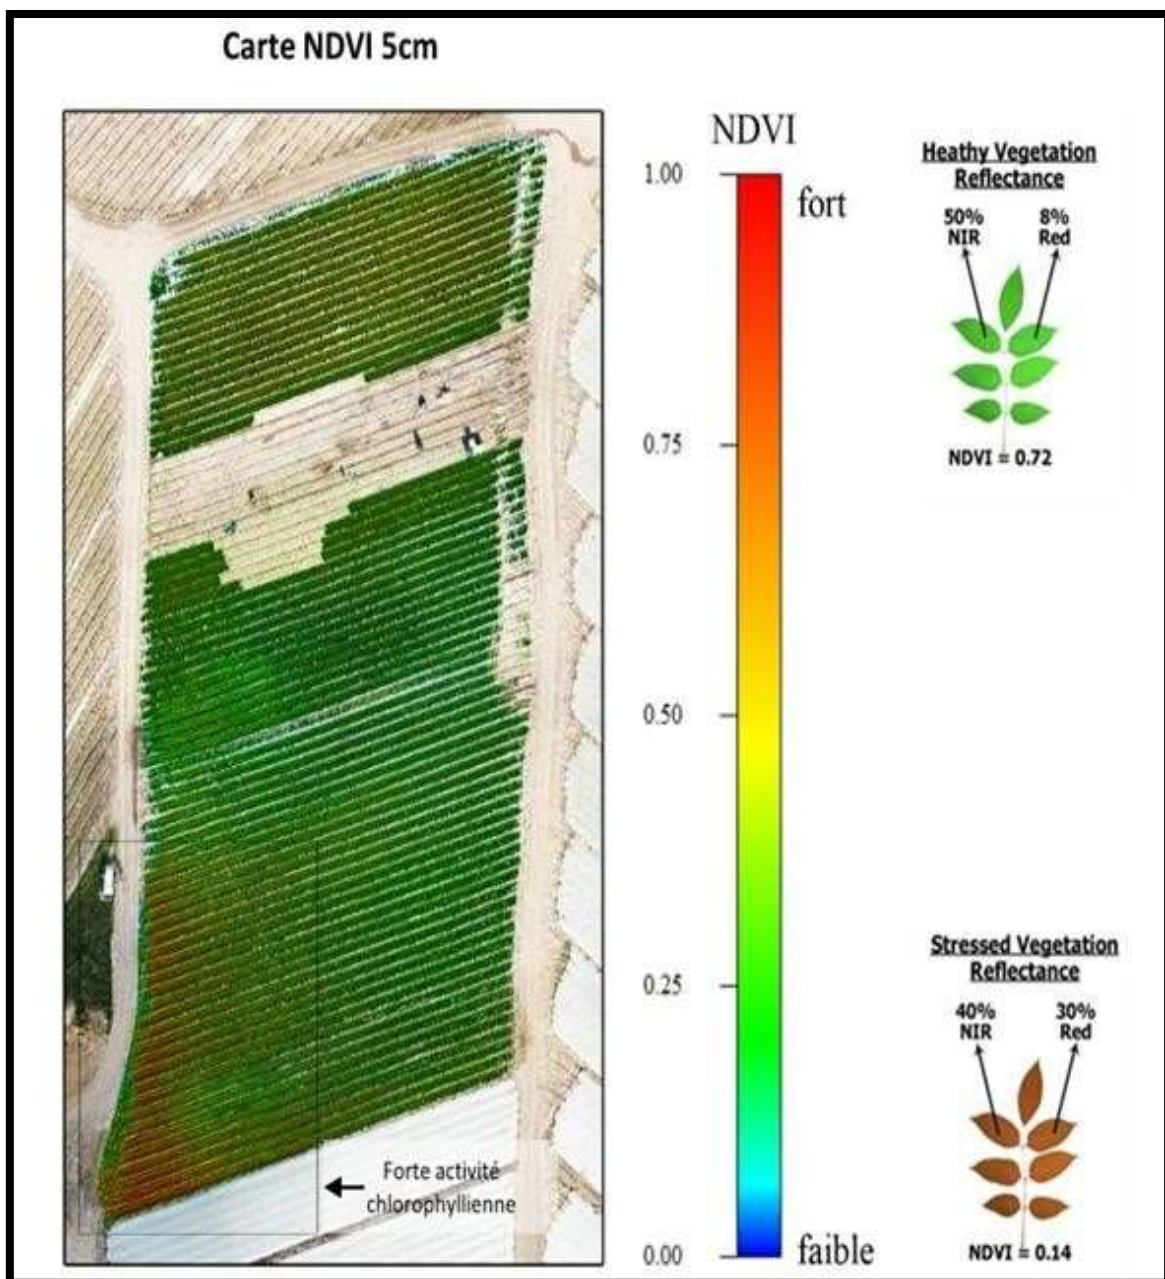 Carte NDVI 5cm
NDVI
1.00
fort
0.75
0.50
0.25
0.00
faible
Heathy Vegetation
Reflectance
50%
NIR
8%
Red
NDVI = 0.72
Stressed Vegetation
Reflectance
40%
NIR
30%
Red
NDVI = 0.14
Forte activité
chlorophyllienne